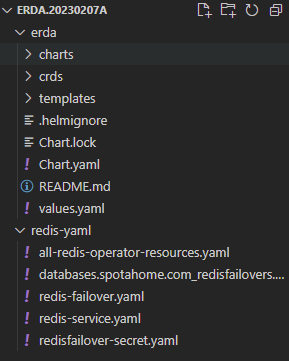 ERDA.20230207A
erda
charts
crds
templates
.helmignore
Chart.lock
Chart.yaml
README.md
values.yaml
redis-yaml
all-redis-operator-resources.yaml
databases.spotahome.com_redisfailovers....
redis-failover.yaml
redis-service.yaml
redisfailover-secret.yaml